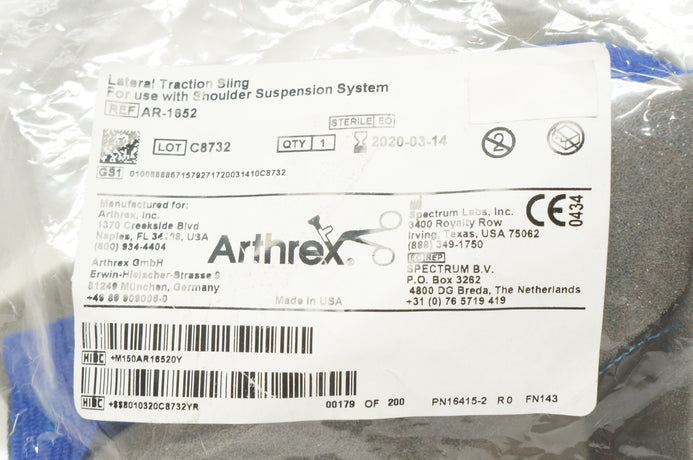 Lateral Traction Sling
For use with Shoulder Suspension System
REF AR-1652
STERILE EO
LOT C8732
QTY 1
2020-03-14
2
GS1 01008888671579271720031410C8732
Manufactured for:
Arthrex, Inc.
1370 Creekside Blvd
Naples, FL USA
(800) 934-4404
Arthrex GmbH
Erwin-Hielscher-Strasse 9
81249 München, Germany
+49 89 909005-0
Arthrex
Made in USA
Spectrum Labs, Inc.
3400 Royalty Row
Irving, Texas, USA 75062
(888) 349-1750
EC REP
SPECTRUM B.V.
P.O. Box 3262
4800 DG Breda, The Netherlands
+31 (0) 76 5719 419
CE
0434
HIBC +M150AR16520Y
HIBC +$$8010320C8732YR
00179 OF 200
PN16415-2 R0 FN143